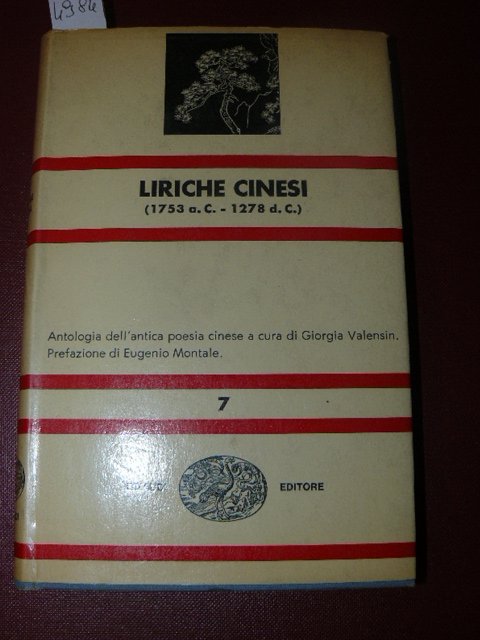 4984
LIRICHE CINESI
(1753 a. C. - 1278 d. C.)
Antologia dell'antica poesia cinese a cura di Giorgia Valensin.
Prefazione di Eugenio Montale.
7
EDITORE